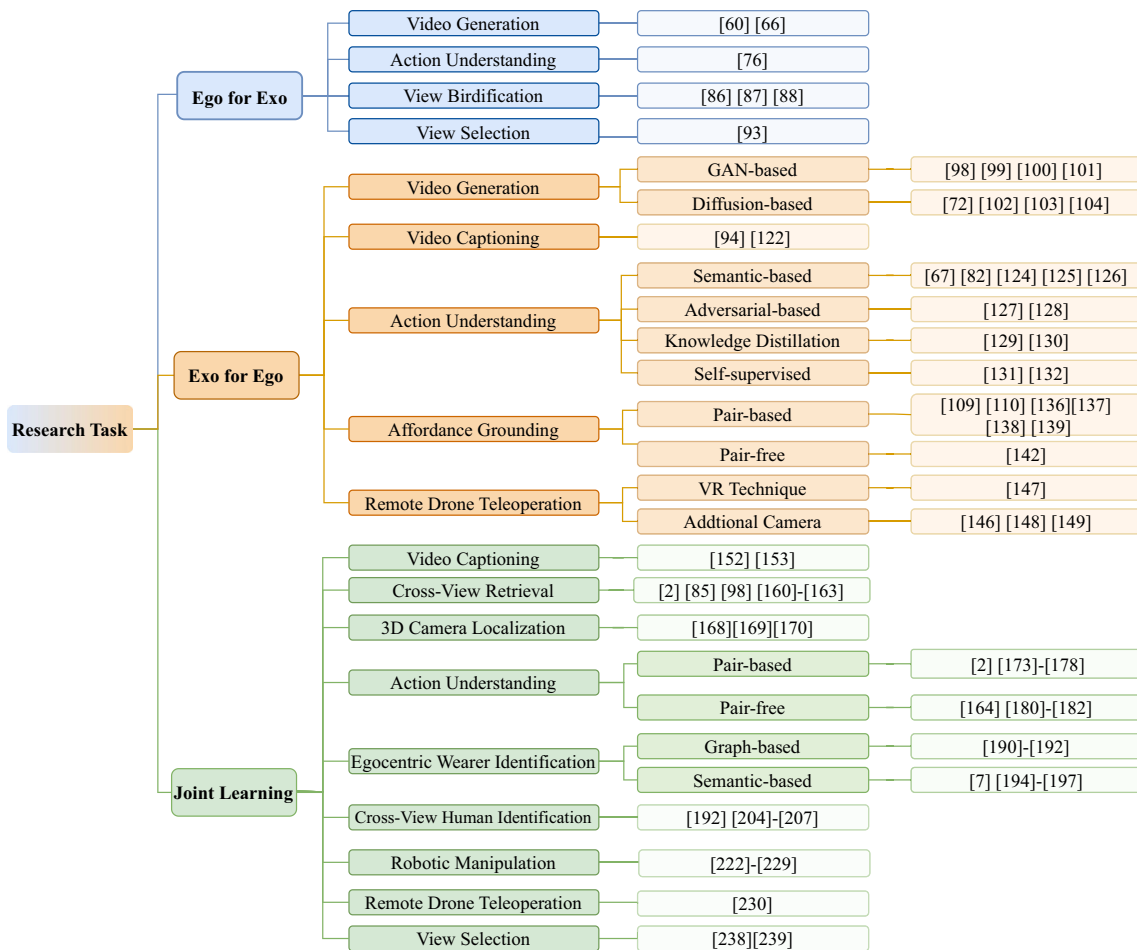 Research Task
Ego for Exo
Video Generation
[60] [66]
Action Understanding
[76]
View Birdification
[86] [87] [88]
View Selection
[93]
Exo for Ego
Video Generation
GAN-based
[98] [99] [100] [101]
Diffusion-based
[72] [102] [103] [104]
Video Captioning
[94] [122]
Action Understanding
Semantic-based
[67] [82] [124] [125] [126]
Adversarial-based
[127] [128]
Knowledge Distillation
[129] [130]
Self-supervised
[131] [132]
Affordance Grounding
Pair-based
[109] [110] [136][137]
[138] [139]
Pair-free
[142]
Remote Drone Teleoperation
VR Technique
[147]
Addtional Camera
[146] [148] [149]
Joint Learning
Video Captioning
[152] [153]
Cross-View Retrieval
[2] [85] [98] [160]-[163]
3D Camera Localization
[168][169][170]
Action Understanding
Pair-based
[2] [173]-[178]
Pair-free
[164] [180]-[182]
Egocentric Wearer Identification
Graph-based
[190]-[192]
Semantic-based
[7] [194]-[197]
Cross-View Human Identification
[192] [204]-[207]
Robotic Manipulation
[222]-[229]
Remote Drone Teleoperation
[230]
View Selection
[238][239]